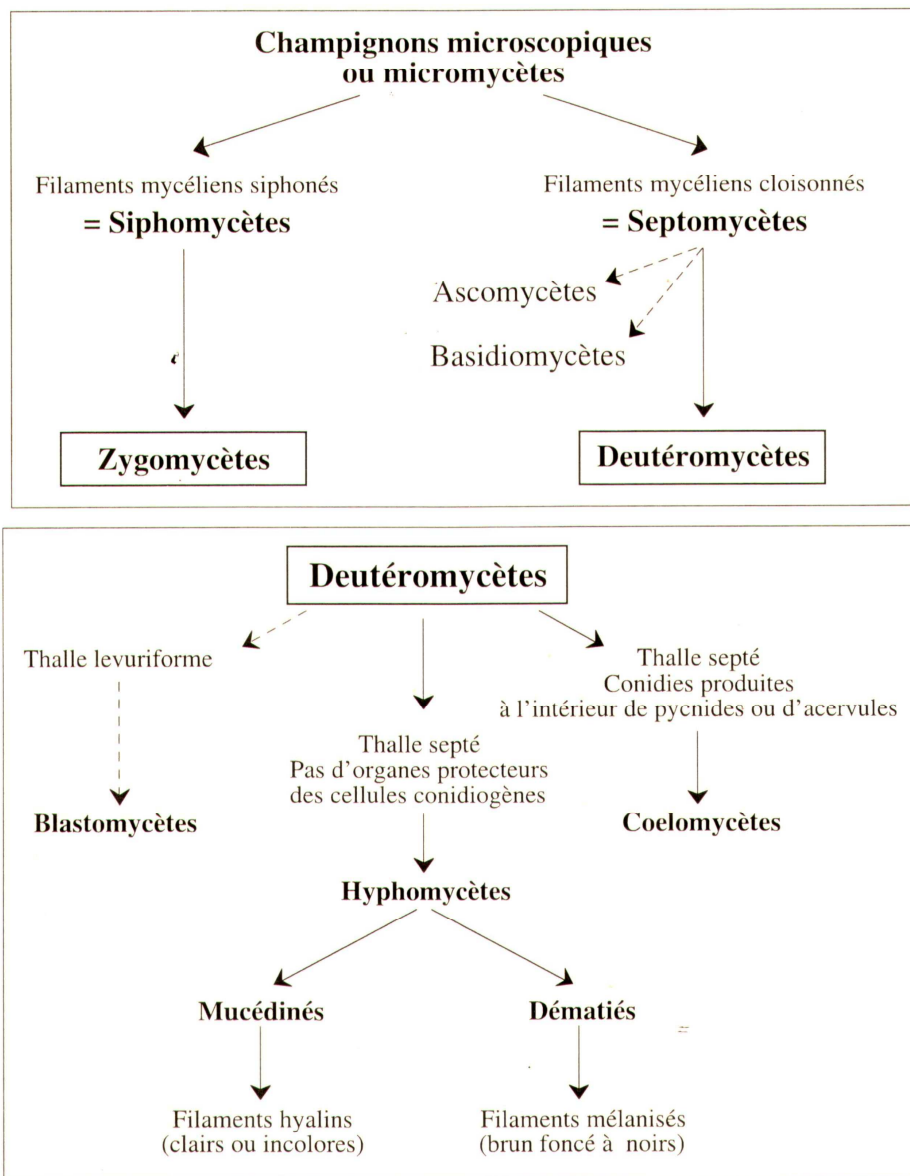 Champignons microscopiques
ou micromycètes
Filaments mycéliens siphonés
= Siphomycètes
Filaments mycéliens cloisonnés
= Septomycètes
Ascomycètes
Basidiomycètes
Zygomycètes
Deutéromycètes
Deutéromycètes
Thalle levuriforme
Blastomycètes
Thalle septé
Pas d'organes protecteurs
des cellules conidiogènes
Thalle septé
Conidies produites
à l'intérieur de pycnides ou d'acervules
Coelomycètes
Hyphomycètes
Mucédinés
Dématiés
Filaments hyalins
(clairs ou incolores)
Filaments mélanisés
(brun foncé à noirs)